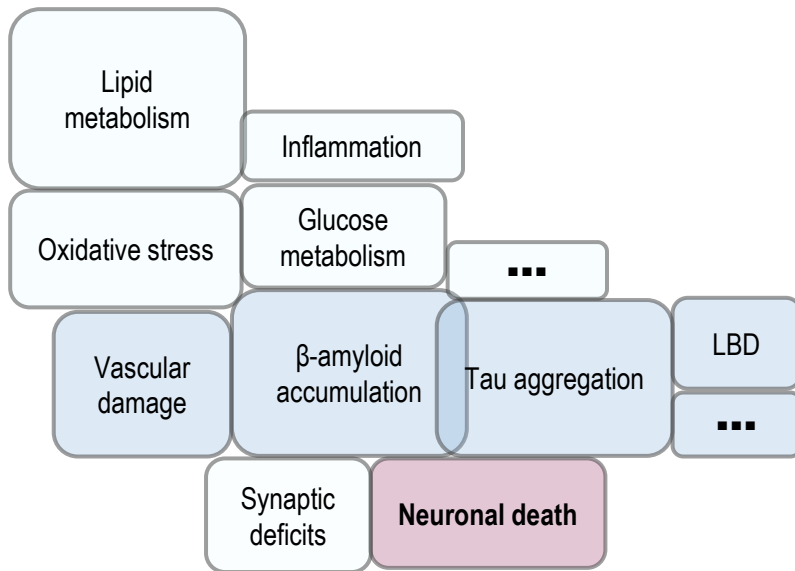 Lipid
metabolism
Inflammation
Oxidative stress
Glucose
metabolism
...
Vascular
damage
β-amyloid
accumulation
Tau aggregation
LBD
...
Synaptic
deficits
Neuronal death